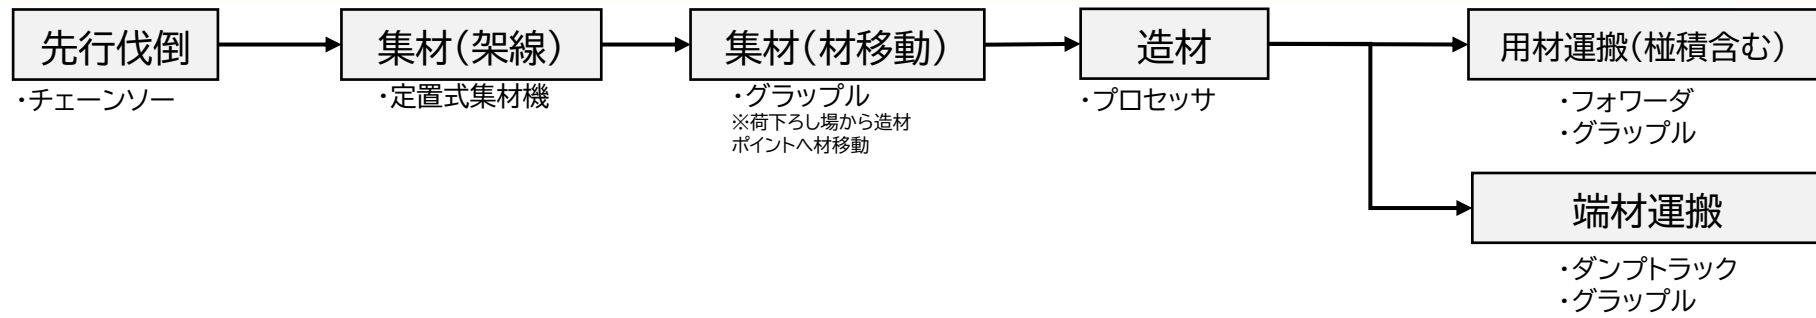 先行伐倒
・チェーンソー
集材(架線)
・定置式集材機
集材(材移動)
・グラップル
※荷下ろし場から造材
ポイントへ材移動
造材
・プロセッサ
用材運搬(椪積含む)
・フォワーダ
・グラップル
端材運搬
・ダンプトラック
・グラップル